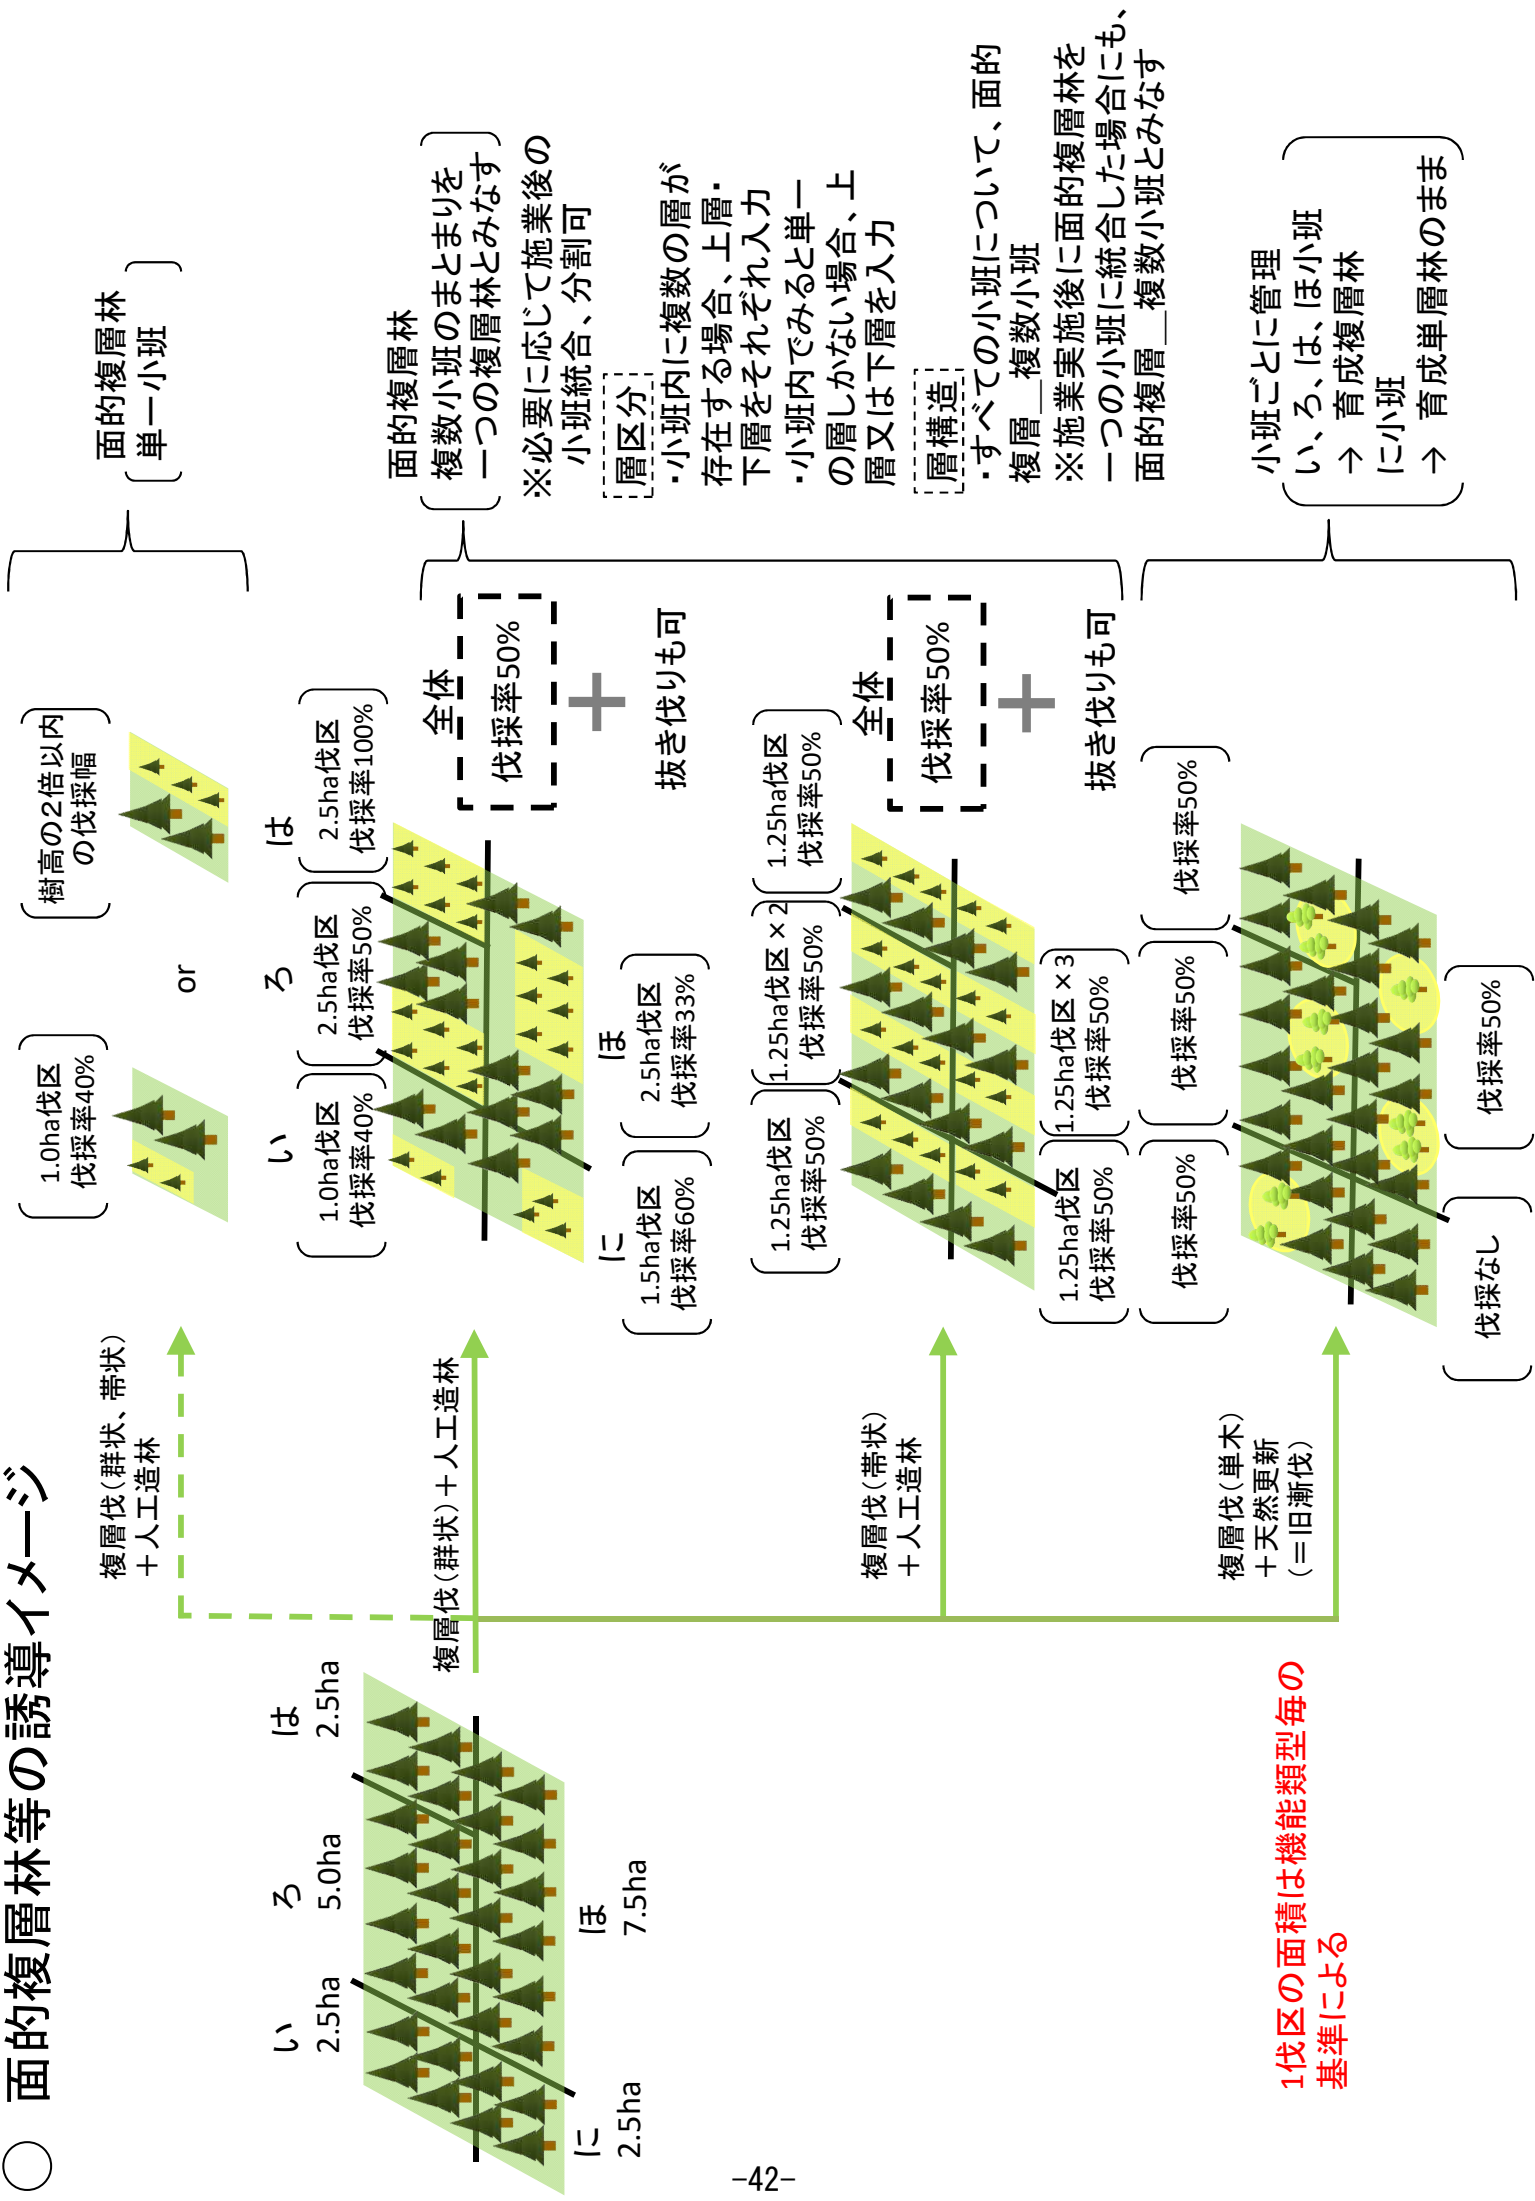 ○　面的複層林等の誘導イメージ
い
2.5ha
ろ
5.0ha
は
2.5ha
に
2.5ha
ほ
7.5ha
複層伐（群状、帯状）
＋人工造林
1.0ha伐区
伐採率40%
or
樹高の2倍以内
の伐採幅
面的複層林
単一小班
複層伐（群状）＋人工造林
い
1.0ha伐区
伐採率40%
ろ
2.5ha伐区
伐採率50%
は
2.5ha伐区
伐採率100%
に
1.5ha伐区
伐採率60%
ほ
2.5ha伐区
伐採率33%
全体
伐採率50%
＋
抜き伐りも可
複層伐（帯状）
＋人工造林
1.25ha伐区
伐採率50%
1.25ha伐区×2
伐採率50%
1.25ha伐区
伐採率50%
1.25ha伐区
伐採率50%
1.25ha伐区×3
伐採率50%
全体
伐採率50%
＋
抜き伐りも可
面的複層林
複数小班のまとまりを
一つの複層林とみなす
※必要に応じて施業後の
小班統合、分割可
層区分
・小班内に複数の層が
存在する場合、上層・
下層をそれぞれ入力
・小班内でみると単一
の層しかない場合、上
層又は下層を入力
層構造
・すべての小班について、面的
複層＿複数小班
※施業実施後に面的複層林を
一つの小班に統合した場合にも、
面的複層＿複数小班とみなす
複層伐（単木）
＋天然更新
（＝旧漸伐）
伐採率50%
伐採率50%
伐採率50%
伐採なし
伐採率50%
小班ごとに管理
い、ろ、は、ほ小班
→　育成複層林
に小班
→　育成単層林のまま
1伐区の面積は機能類型毎の
基準による
-42-